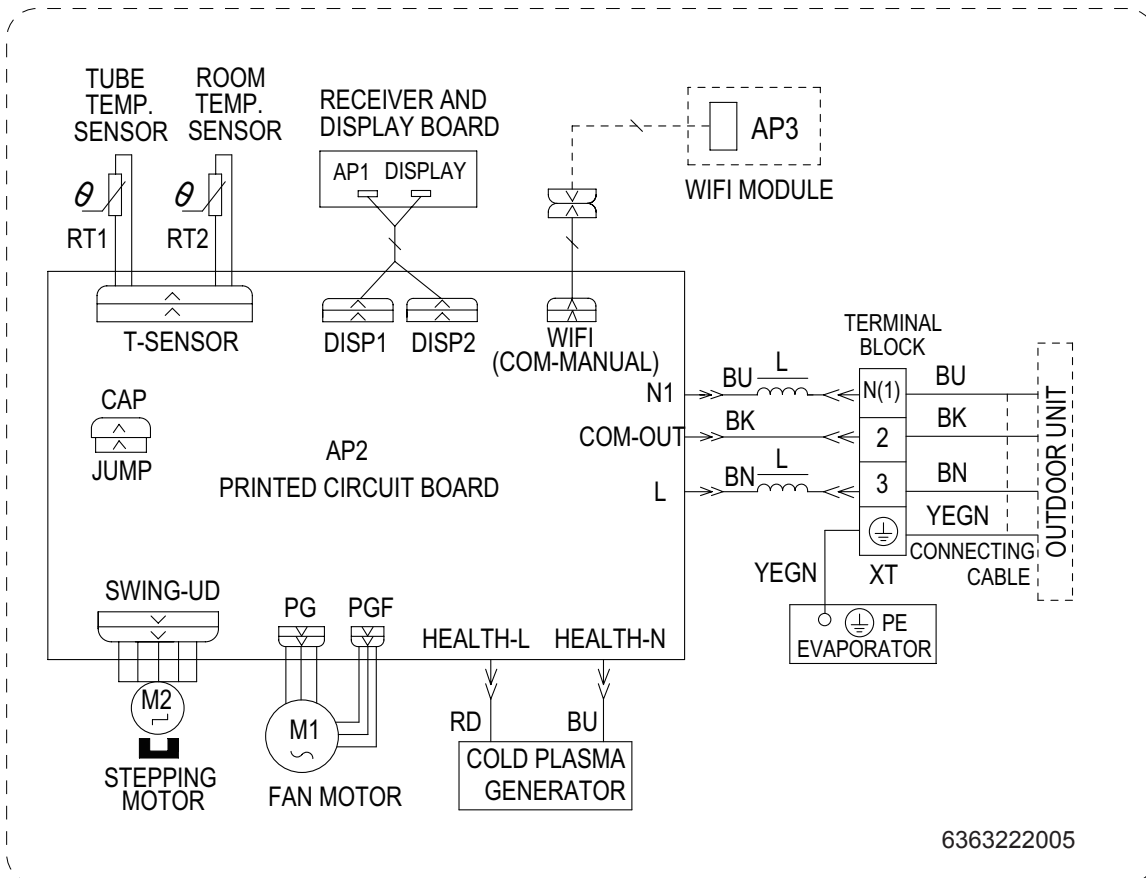 TUBE
TEMP.
SENSOR
ROOM
TEMP.
SENSOR
RECEIVER AND
DISPLAY BOARD
AP1 DISPLAY
AP3
WIFI MODULE
θ
RT1
θ
RT2
T-SENSOR
DISP1
DISP2
WIFI
(COM-MANUAL)
TERMINAL
BLOCK
N1
BU
L
N(1)
BU
COM-OUT
BK
2
BK
L
BN
L
3
BN
YEGN
XT
CONNECTING
CABLE
OUTDOOR UNIT
CAP
JUMP
AP2
PRINTED CIRCUIT BOARD
YEGN
PE
EVAPORATOR
SWING-UD
PG
PGF
HEALTH-L
HEALTH-N
M2
STEPPING
MOTOR
M1
FAN MOTOR
RD
BU
COLD PLASMA
GENERATOR
6363222005